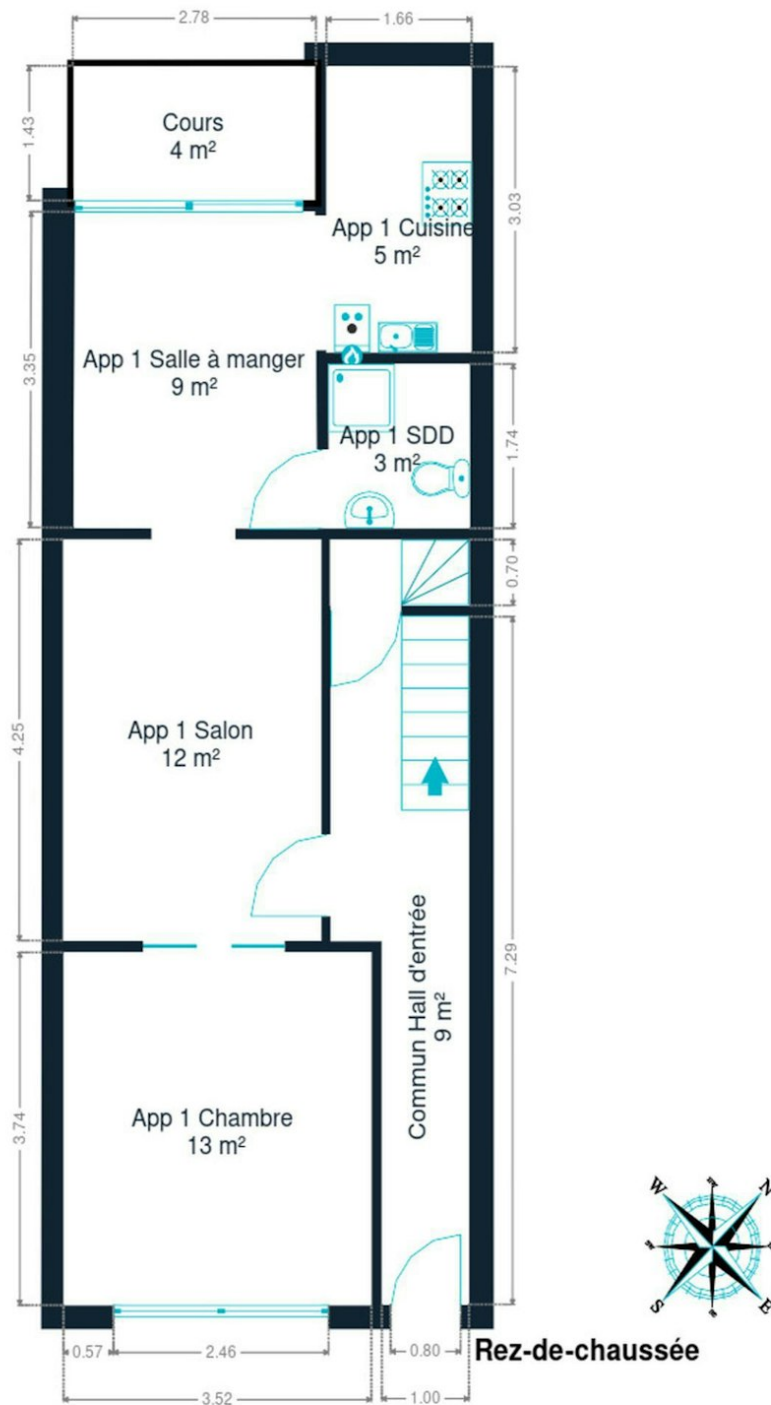 2.78
1.66
1.43
Cours
4 m²
3.03
App 1 Cuisine
5 m²
3.35
App 1 Salle à manger
9 m²
App 1 SDD
3 m²
1.74
0.70
4.25
App 1 Salon
12 m²
7.29
Commun Hall d'entrée
9 m²
3.74
App 1 Chambre
13 m²
W
N
S
E
0.57
2.46
0.80
Rez-de-chaussée
3.52
1.00